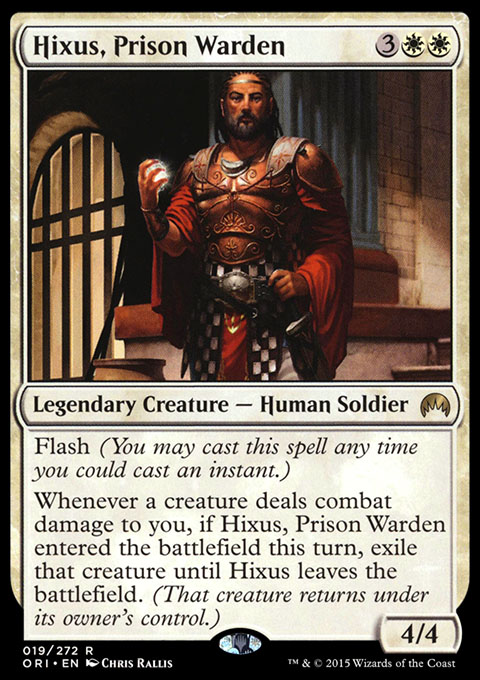 Hixus, Prison Warden 3
Legendary Creature — Human Soldier
Flash (You may cast this spell any time
you could cast an instant.)
Whenever a creature deals combat
damage to you, if Hixus, Prison Warden
entered the battlefield this turn, exile
that creature until Hixus leaves the
battlefield. (That creature returns under
its owner's control.)
4/4
019/272 R
ORI • EN Chris Rallis ™ & © 2015 Wizards of the Coast